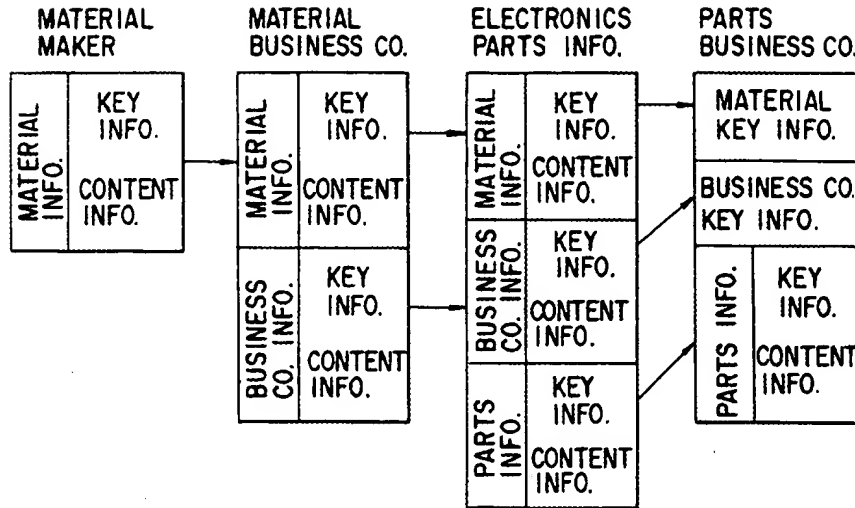 MATERIAL
MAKER
MATERIAL
INFO.
KEY
INFO.
CONTENT
INFO.
MATERIAL
BUSINESS CO.
MATERIAL
INFO.
KEY
INFO.
CONTENT
INFO.
BUSINESS
CO. INFO.
KEY
INFO.
CONTENT
INFO.
ELECTRONICS
PARTS INFO.
MATERIAL
INFO.
KEY
INFO.
CONTENT
INFO.
BUSINESS
CO. INFO.
KEY
INFO.
CONTENT
INFO.
PARTS
INFO.
KEY
INFO.
CONTENT
INFO.
PARTS
BUSINESS CO.
MATERIAL
KEY INFO.
BUSINESS CO.
KEY INFO.
PARTS INFO.
KEY
INFO.
CONTENT
INFO.